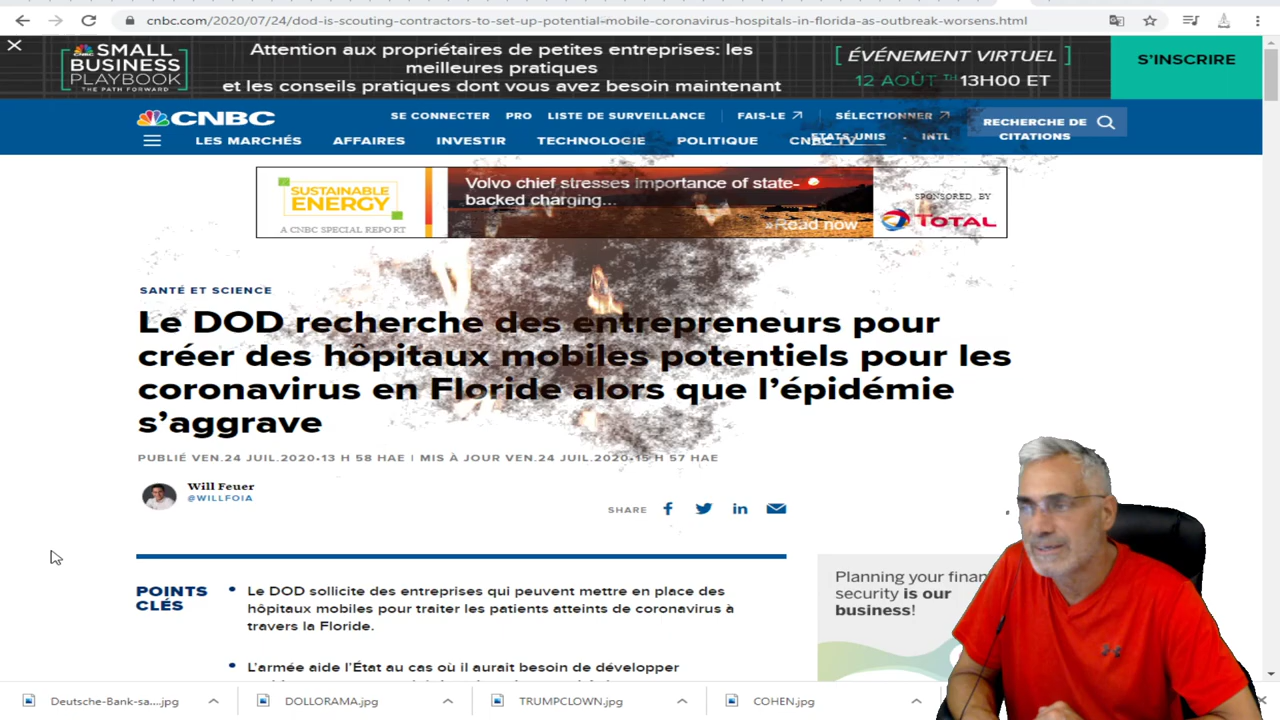 cnbc.com/2020/07/24/dod-is-scouting-contractors-to-set-up-potential-mobile-coronavirus-hospitals-in-florida-as-outbreak-worsens.html
SMALL
BUSINESS
PLAYBOOK
THE PATH FORWARD
Attention aux propriétaires de petites entreprises: les
meilleures pratiques
et les conseils pratiques dont vous avez besoin maintenant
[ ÉVÉNEMENT VIRTUEL ]
12 AOÛT TH 13H00 ET
S'INSCRIRE
CNBC
SE CONNECTER PRO LISTE DE SURVEILLANCE FAIS-LE SÉLECTIONNER
ETATS-UNIS INTL
RECHERCHE DE
CITATIONS
LES MARCHÉS AFFAIRES INVESTIR TECHNOLOGIE POLITIQUE CNBC TV
SUSTAINABLE
ENERGY
A CNBC SPECIAL REPORT
Volvo chief stresses importance of state-
backed charging...
»Read now
SPONSORED BY
TOTAL
SANTÉ ET SCIENCE
Le DOD recherche des entrepreneurs pour
créer des hôpitaux mobiles potentiels pour les
coronavirus en Floride alors que l'épidémie
s'aggrave
PUBLIÉ VEN.24 JUIL.2020•13 H 58 HAE | MIS À JOUR VEN.24 JUIL.2020•15 H 57 HAE
Will Feuer
@WILLFOIA
SHARE
POINTS
CLÉS
• Le DOD sollicite des entreprises qui peuvent mettre en place des
hôpitaux mobiles pour traiter les patients atteints de coronavirus à
travers la Floride.
• L'armée aide l'État au cas où il aurait besoin de développer
Planning your finan
security is our
business!
Deutsche-Bank-sa....jpg
DOLLORAMA.jpg
TRUMPCLOWN.jpg
COHEN.jpg